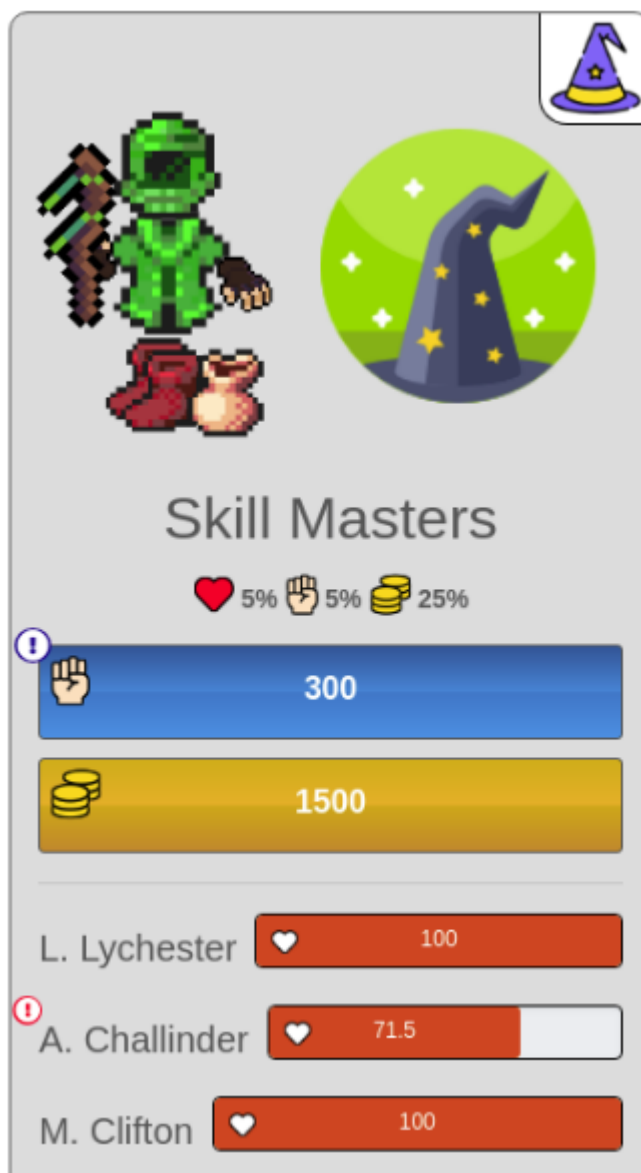 Skill Masters
5% 5% 25%
!
300
1500
L. Lychester 100
!
A. Challinder 71.5
M. Clifton 100